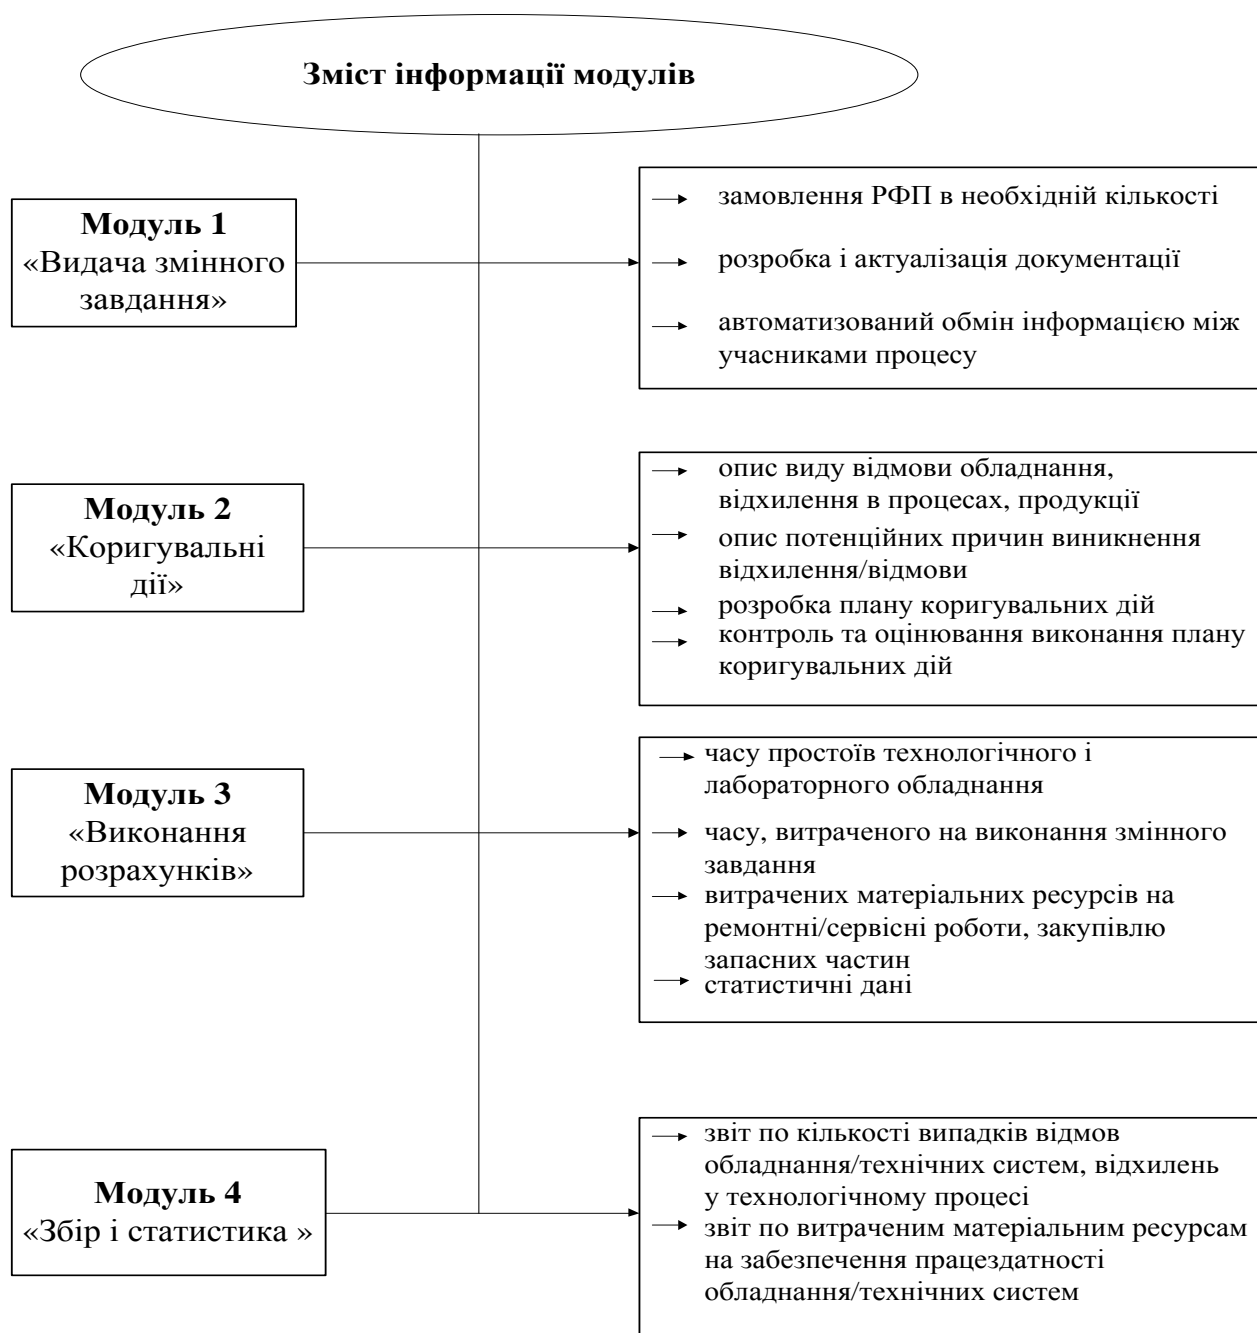 Зміст інформації модулів
Модуль 1
«Видача змінного
завдання»
замовлення РФП в необхідній кількості
розробка і актуалізація документації
автоматизований обмін інформацією між
учасниками процесу
Модуль 2
«Коригувальні
дії»
опис виду відмови обладнання,
відхилення в процесах, продукції
опис потенційних причин виникнення
відхилення/відмови
розробка плану коригувальних дій
контроль та оцінювання виконання плану
коригувальних дій
Модуль 3
«Виконання
розрахунків»
часу простоїв технологічного і
лабораторного обладнання
часу, витраченого на виконання змінного
завдання
витрачених матеріальних ресурсів на
ремонтні/сервісні роботи, закупівлю
запасних частин
статистичні дані
Модуль 4
«Збір і статистика »
звіт по кількості випадків відмов
обладнання/технічних систем, відхилень
у технологічному процесі
звіт по витраченим матеріальним ресурсам
на забезпечення працездатності
обладнання/технічних систем